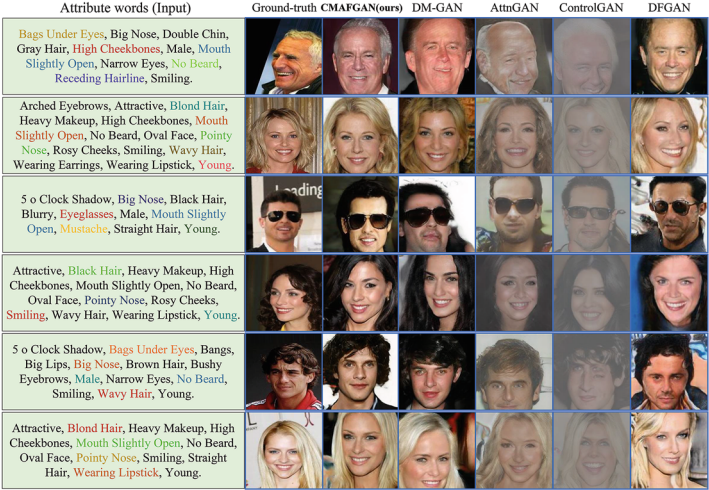 Attribute words (Input) Ground-truth CMAFGAN(ours) DM-GAN AttnGAN ControlGAN DFGAN
Bags Under Eyes, Big Nose, Double Chin,
Gray Hair, High Cheekbones, Male, Mouth
Slightly Open, Narrow Eyes, No Beard,
Receding Hairline, Smiling.
Arched Eyebrows, Attractive, Blond Hair,
Heavy Makeup, High Cheekbones, Mouth
Slightly Open, No Beard, Oval Face, Pointy
Nose, Rosy Cheeks, Smiling, Wavy Hair,
Wearing Earrings, Wearing Lipstick, Young.
5 o Clock Shadow, Big Nose, Black Hair,
Blurry, Eyeglasses, Male, Mouth Slightly
Open, Mustache, Straight Hair, Young.
Loading
Attractive, Black Hair, Heavy Makeup, High
Cheekbones, Mouth Slightly Open, No Beard,
Oval Face, Pointy Nose, Rosy Cheeks,
Smiling, Wavy Hair, Wearing Lipstick, Young.
5 o Clock Shadow, Bags Under Eyes, Bangs,
Big Lips, Big Nose, Brown Hair, Bushy
Eyebrows, Male, Narrow Eyes, No Beard,
Smiling, Wavy Hair, Young.
Attractive, Blond Hair, Heavy Makeup, High
Cheekbones, Mouth Slightly Open, No Beard,
Oval Face, Pointy Nose, Smiling, Straight
Hair, Wearing Lipstick, Young.